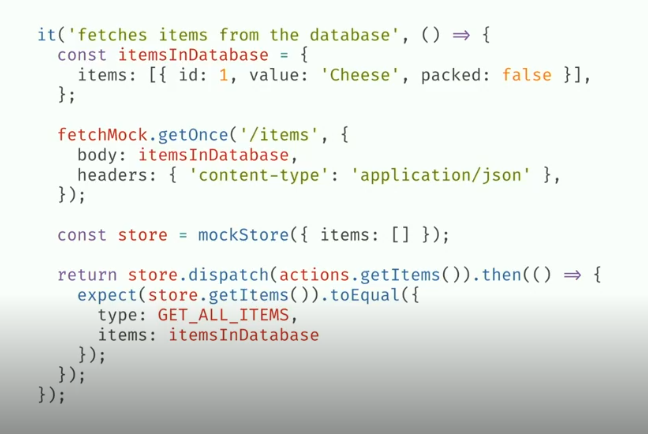 it('fetches items from the database', () => {
  const itemsInDatabase = {
    items: [{ id: 1, value: 'Cheese', packed: false }],
  };

  fetchMock.getOnce('/items', {
    body: itemsInDatabase,
    headers: { 'content-type': 'application/json' },
  });

  const store = mockStore({ items: [] });

  return store.dispatch(actions.getItems()).then(() => {
    expect(store.getItems()).toEqual({
      type: GET_ALL_ITEMS,
      items: itemsInDatabase
    });
  });
});